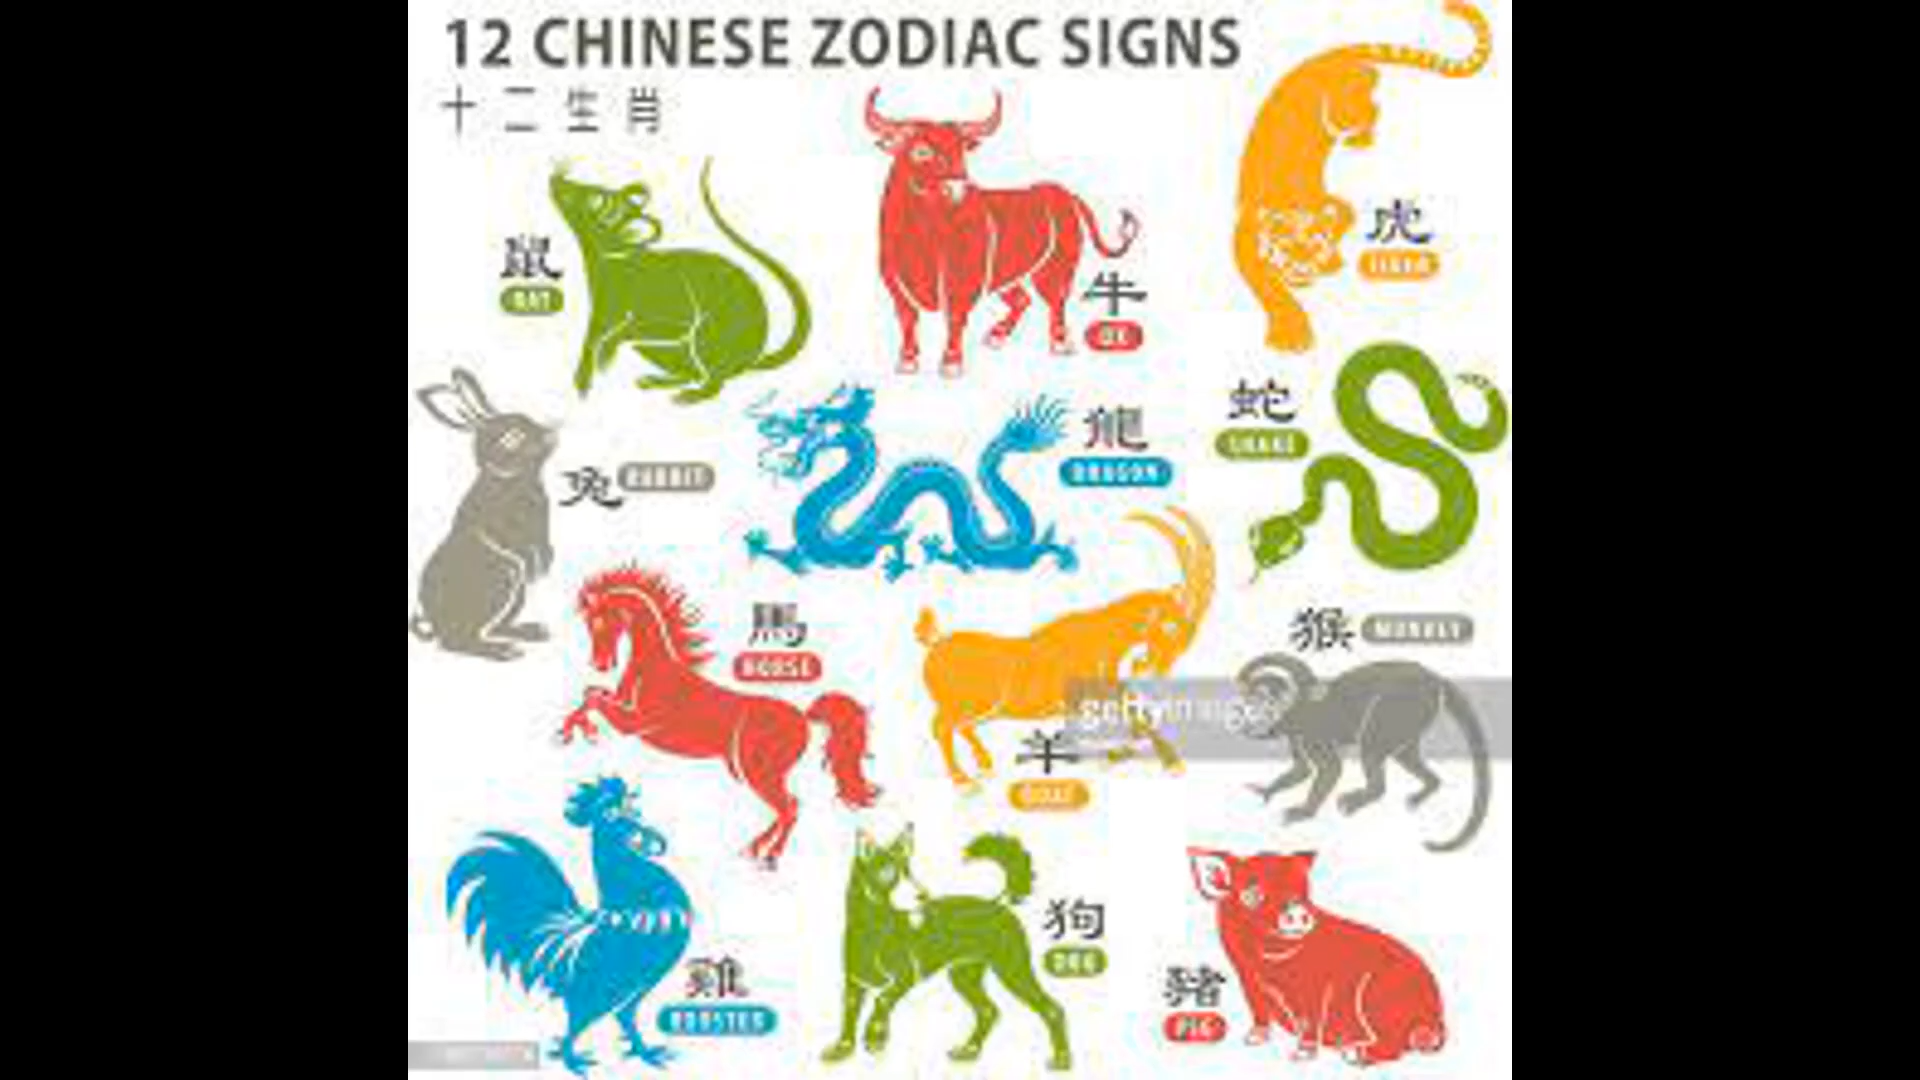 12 CHINESE ZODIAC SIGNS
十二生肖
鼠
RAT
牛
OX
虎
TIGER
兔 RABBIT
龍
DRAGON
蛇
SNAKE
馬
HORSE
羊
GOAT
猴 MONKEY
gettyimages
雞
ROOSTER
狗
DOG
豬
PIG